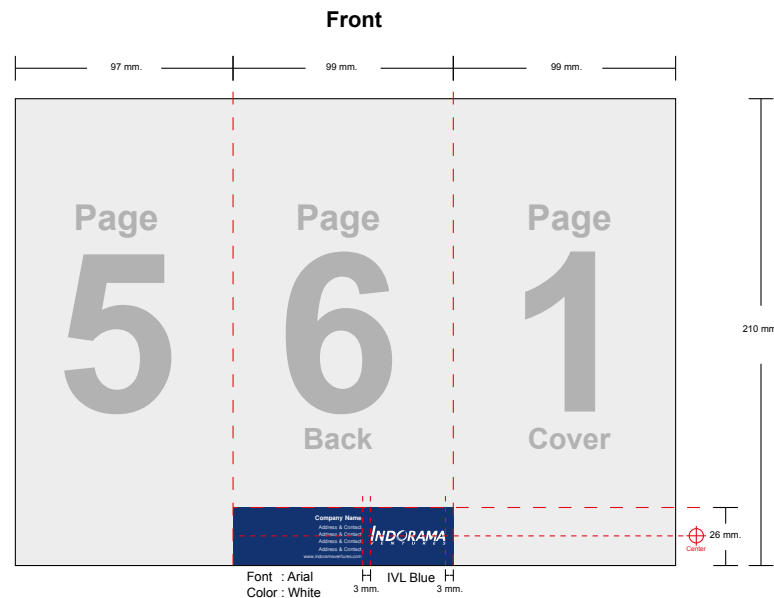 Front
97 mm.
99 mm.
99 mm.
Page
5
Page
6
Back
Page
1
Cover
210 mm
Company Name
Address & Contact
Address & Contact
Address & Contact
Address & Contact
www.indoramaventures.com
INDORAMA
VENTURES
26 mm.
Center
Font : Arial
Color : White
3 mm.
IVL Blue
3 mm.